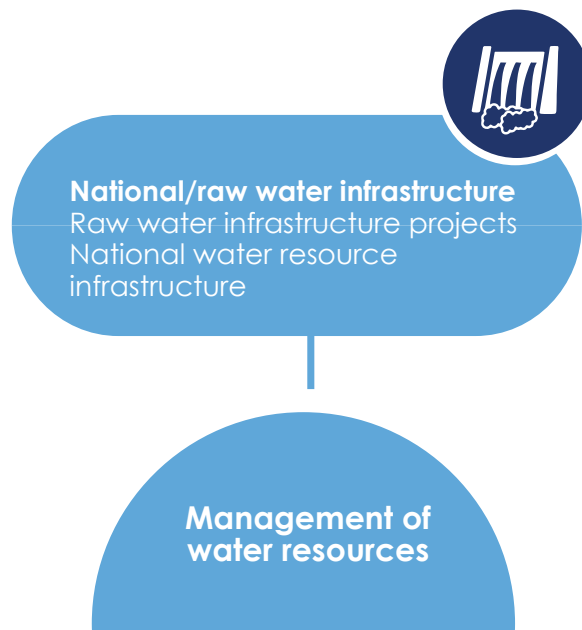 National/raw water infrastructure
Raw water infrastructure projects
National water resource
infrastructure
Management of
water resources